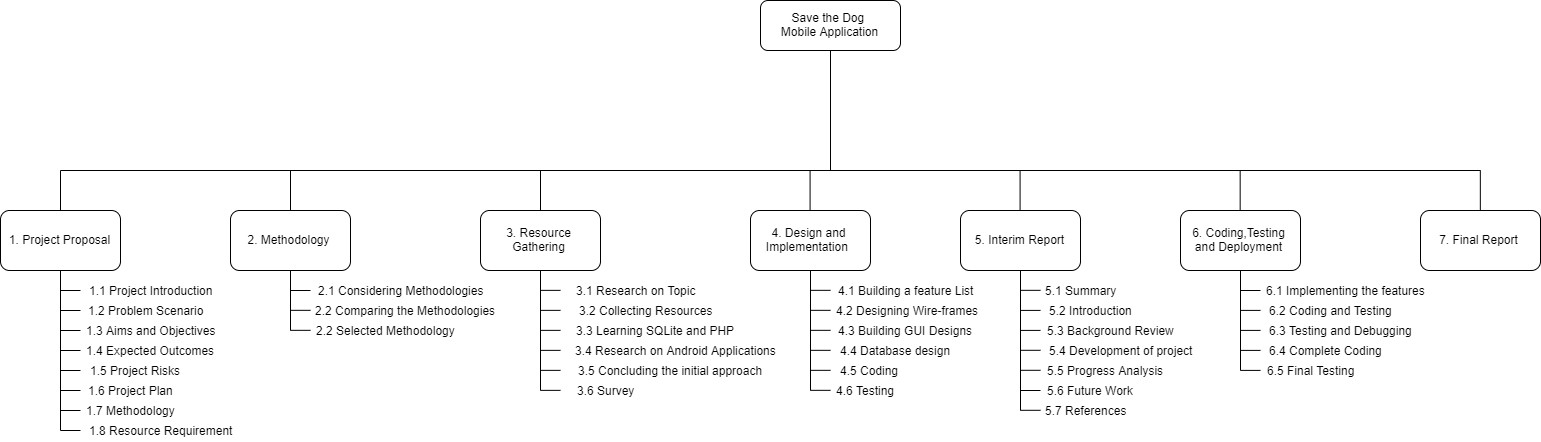 Save the Dog
Mobile Application
1. Project Proposal
2. Methodology
3. Resource
Gathering
4. Design and
Implementation
5. Interim Report
6. Coding,Testing
and Deployment
7. Final Report
1.1 Project Introduction
1.2 Problem Scenario
1.3 Aims and Objectives
1.4 Expected Outcomes
1.5 Project Risks
1.6 Project Plan
1.7 Methodology
1.8 Resource Requirement
2.1 Considering Methodologies
2.2 Comparing the Methodologies
2.2 Selected Methodology
3.1 Research on Topic
3.2 Collecting Resources
3.3 Learning SQLite and PHP
3.4 Research on Android Applications
3.5 Concluding the initial approach
3.6 Survey
4.1 Building a feature List
4.2 Designing Wire-frames
4.3 Building GUI Designs
4.4 Database design
4.5 Coding
4.6 Testing
5.1 Summary
5.2 Introduction
5.3 Background Review
5.4 Development of project
5.5 Progress Analysis
5.6 Future Work
5.7 References
6.1 Implementing the features
6.2 Coding and Testing
6.3 Testing and Debugging
6.4 Complete Coding
6.5 Final Testing